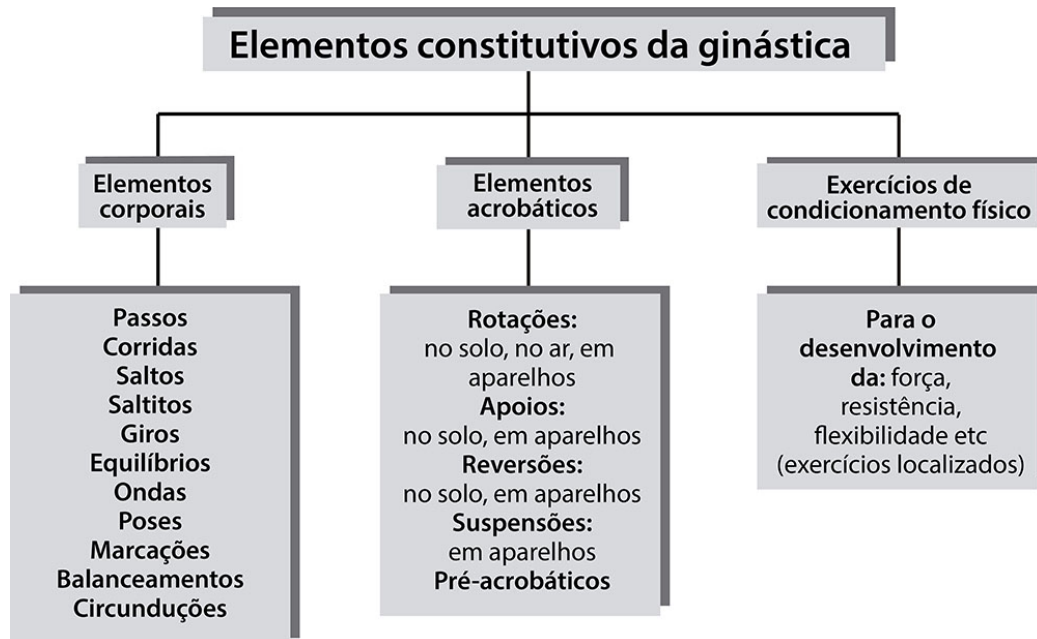 Elementos constitutivos da ginástica
Elementos
corporais
Passos
Corridas
Saltos
Saltitos
Giros
Equilíbrios
Ondas
Poses
Marcações
Balanceamentos
Circunduções
Elementos
acrobáticos
Rotações:
no solo, no ar, em
aparelhos
Apoios:
no solo, em aparelhos
Reversões:
no solo, em aparelhos
Suspensões:
em aparelhos
Pré-acrobáticos
Exercícios de
condicionamento físico
Para o
desenvolvimento
da: força,
resistência,
flexibilidade etc
(exercícios localizados)